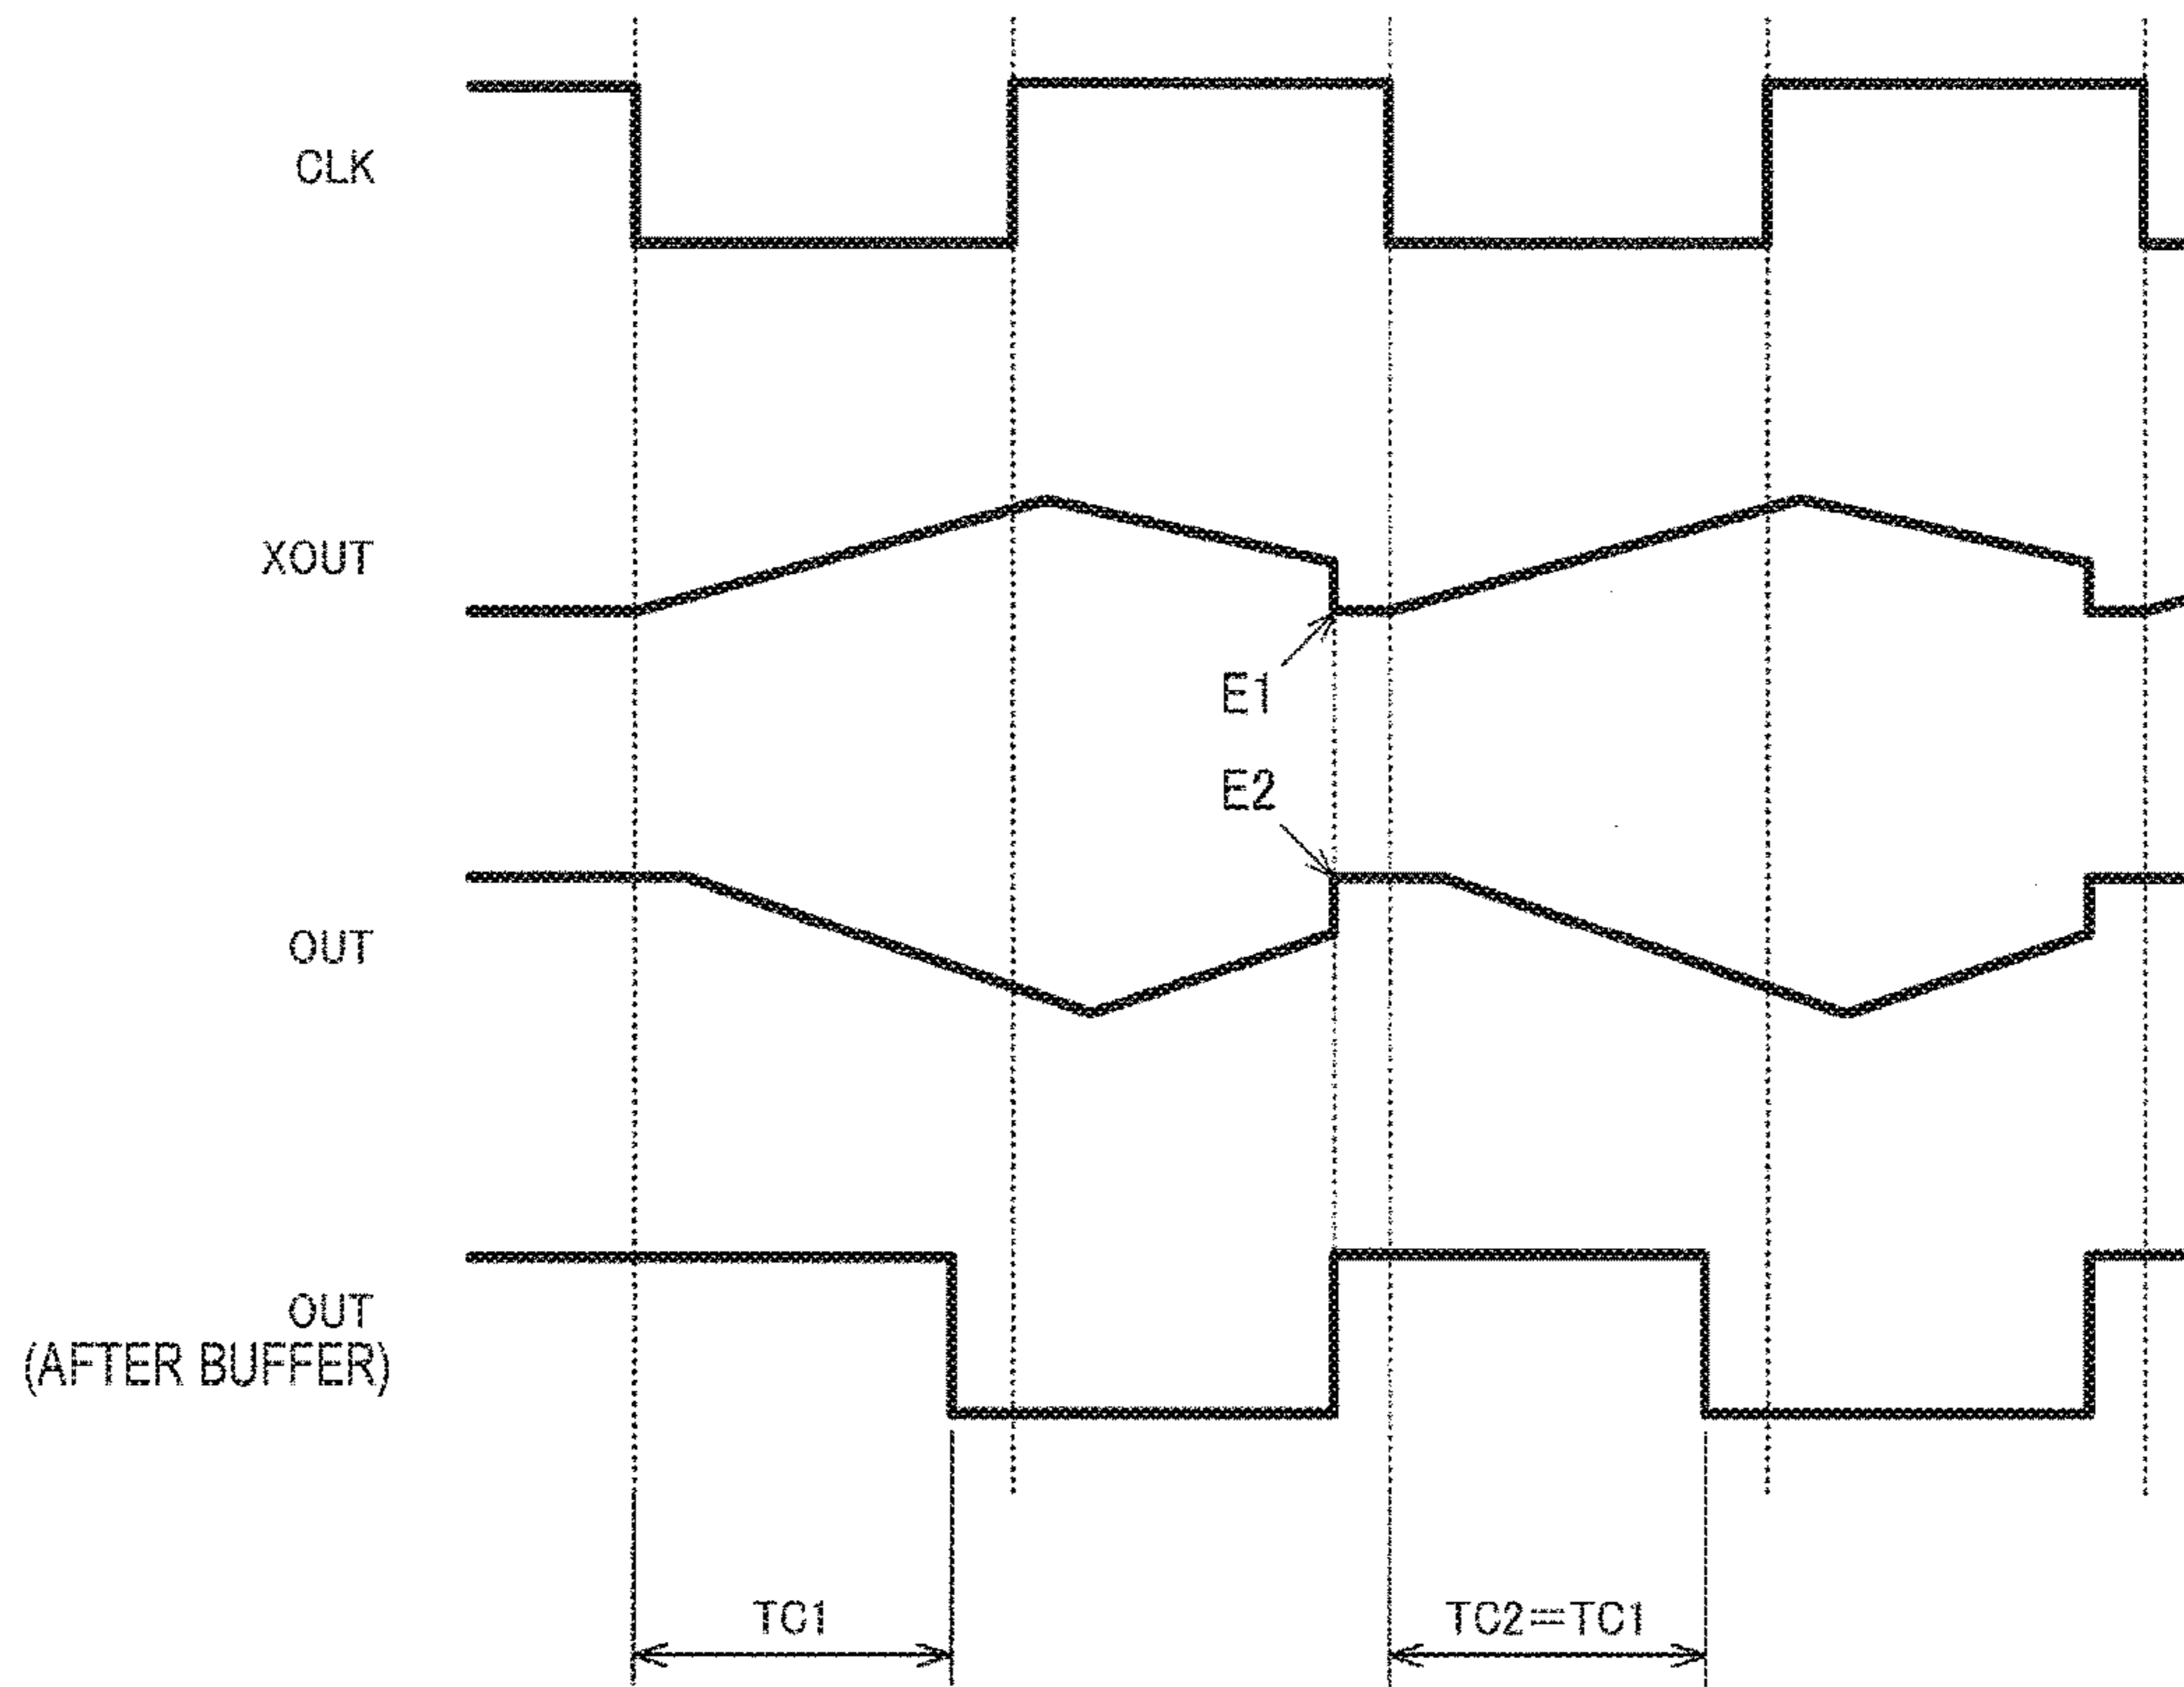 CLK
XOUT
E1
E2
OUT
OUT
(AFTER BUFFER)
TC1
TC2=TC1